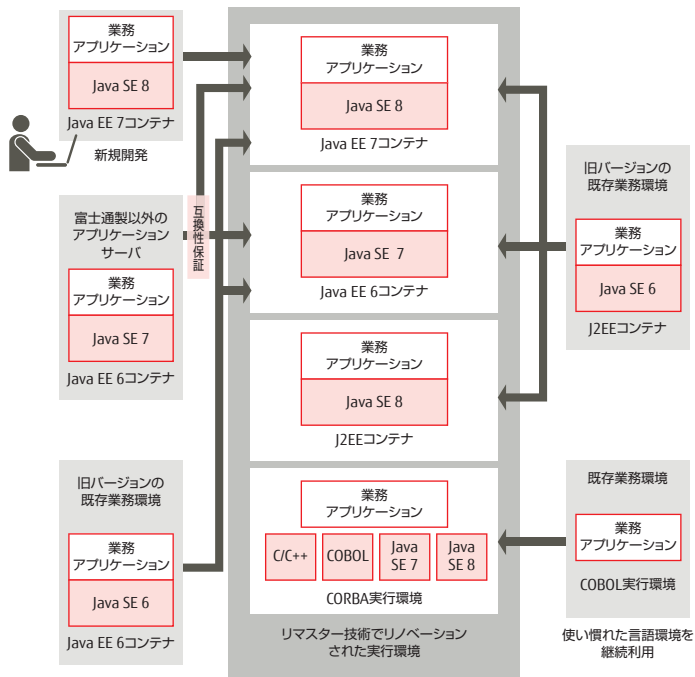 業務
アプリケーション
Java SE 8
Java EE 7コンテナ
新規開発
富士通製以外の
アプリケーション
サーバ
業務
アプリケーション
Java SE 7
Java EE 6コンテナ
互換性保証
旧バージョンの
既存業務環境
業務
アプリケーション
Java SE 6
Java EE 6コンテナ
業務
アプリケーション
Java SE 8
Java EE 7コンテナ
業務
アプリケーション
Java SE 7
Java EE 6コンテナ
業務
アプリケーション
Java SE 8
J2EEコンテナ
業務
アプリケーション
C/C++
COBOL
Java
SE 7
Java
SE 8
CORBA実行環境
リマスター技術でリノベーション
された実行環境
旧バージョンの
既存業務環境
業務
アプリケーション
Java SE 6
J2EEコンテナ
既存業務環境
業務
アプリケーション
COBOL実行環境
使い慣れた言語環境を
継続利用